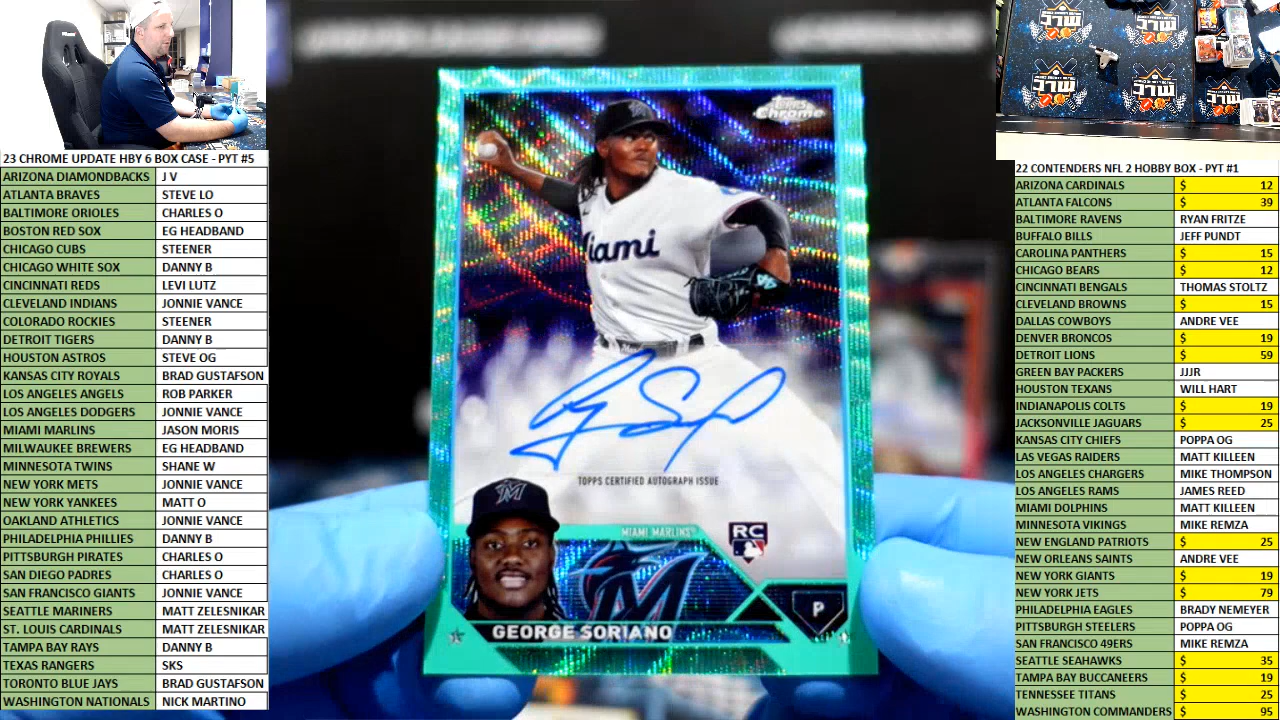 23 CHROME UPDATE HBY 6 BOX CASE - PYT #5
ARIZONA DIAMONDBACKS J V
ATLANTA BRAVES STEVE LO
BALTIMORE ORIOLES CHARLES O
BOSTON RED SOX EG HEADBAND
CHICAGO CUBS STEENER
CHICAGO WHITE SOX DANNY B
CINCINNATI REDS LEVI LUTZ
CLEVELAND INDIANS JONNIE VANCE
COLORADO ROCKIES STEENER
DETROIT TIGERS DANNY B
HOUSTON ASTROS STEVE OG
KANSAS CITY ROYALS BRAD GUSTAFSON
LOS ANGELES ANGELS ROB PARKER
LOS ANGELES DODGERS JONNIE VANCE
MIAMI MARLINS JASON MORIS
MILWAUKEE BREWERS EG HEADBAND
MINNESOTA TWINS SHANE W
NEW YORK METS JONNIE VANCE
NEW YORK YANKEES MATT O
OAKLAND ATHLETICS JONNIE VANCE
PHILADELPHIA PHILLIES DANNY B
PITTSBURGH PIRATES CHARLES O
SAN DIEGO PADRES CHARLES O
SAN FRANCISCO GIANTS JONNIE VANCE
SEATTLE MARINERS MATT ZELESNIKAR
ST. LOUIS CARDINALS MATT ZELESNIKAR
TAMPA BAY RAYS DANNY B
TEXAS RANGERS SKS
TORONTO BLUE JAYS BRAD GUSTAFSON
WASHINGTON NATIONALS NICK MARTINO
Topps
Chrome
Miami
TOPPS CERTIFIED AUTOGRAPH ISSUE
MIAMI MARLINS
RC
M
P
GEORGE SORIANO
22 CONTENDERS NFL 2 HOBBY BOX - PYT #1
ARIZONA CARDINALS $ 12
ATLANTA FALCONS $ 39
BALTIMORE RAVENS RYAN FRITZE
BUFFALO BILLS JEFF PUNDT
CAROLINA PANTHERS $ 15
CHICAGO BEARS $ 12
CINCINNATI BENGALS THOMAS STOLTZ
CLEVELAND BROWNS $ 15
DALLAS COWBOYS ANDRE VEE
DENVER BRONCOS $ 19
DETROIT LIONS $ 59
GREEN BAY PACKERS JJJR
HOUSTON TEXANS WILL HART
INDIANAPOLIS COLTS $ 19
JACKSONVILLE JAGUARS $ 25
KANSAS CITY CHIEFS POPPA OG
LAS VEGAS RAIDERS MATT KILLEEN
LOS ANGELES CHARGERS MIKE THOMPSON
LOS ANGELES RAMS JAMES REED
MIAMI DOLPHINS MATT KILLEEN
MINNESOTA VIKINGS MIKE REMZA
NEW ENGLAND PATRIOTS $ 25
NEW ORLEANS SAINTS ANDRE VEE
NEW YORK GIANTS $ 19
NEW YORK JETS $ 79
PHILADELPHIA EAGLES BRADY NEMEYER
PITTSBURGH STEELERS POPPA OG
SAN FRANCISCO 49ERS MIKE REMZA
SEATTLE SEAHAWKS $ 35
TAMPA BAY BUCCANEERS $ 19
TENNESSEE TITANS $ 25
WASHINGTON COMMANDERS $ 95